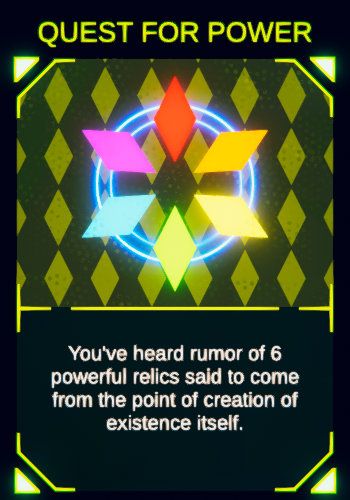 QUEST FOR POWER
You've heard rumor of 6
powerful relics said to come
from the point of creation of
existence itself.